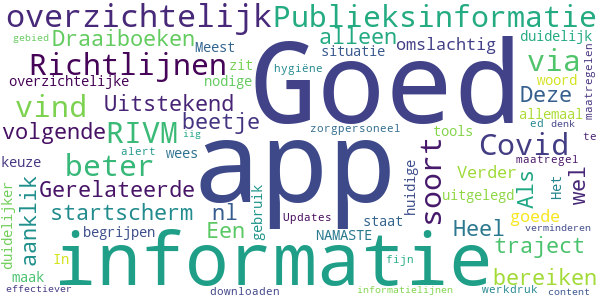 overzichtelijk
gebied
Meest
Publieksinformatie
Draaiboeken
alleen
omslachtig
duidelijk
Richtlijnen
zit
situatie
via
maatregelen
overzichtelijke
nodige
hygiëne
woord
Goed
vind
Uitstekend
Deze
allemaal
volgende
RIVM
beetje
zorgpersoneel
tools
ed
denk
te
iig
soort
Covid
keuze
beter
alert
wees
app
maatregel
Het
wel
duidelijker
aanklik
Gerelateerde
huidige
Verder
uitgelegd
Als
startscherm
nl
gebruik
Updates
staat
goede
Een
begrijpen
NAMASTE
Heel
verminderen
In
informatie
traject
maak
fijn
bereiken
effectiever
downloaden
informatielijnen
werkdruk
content